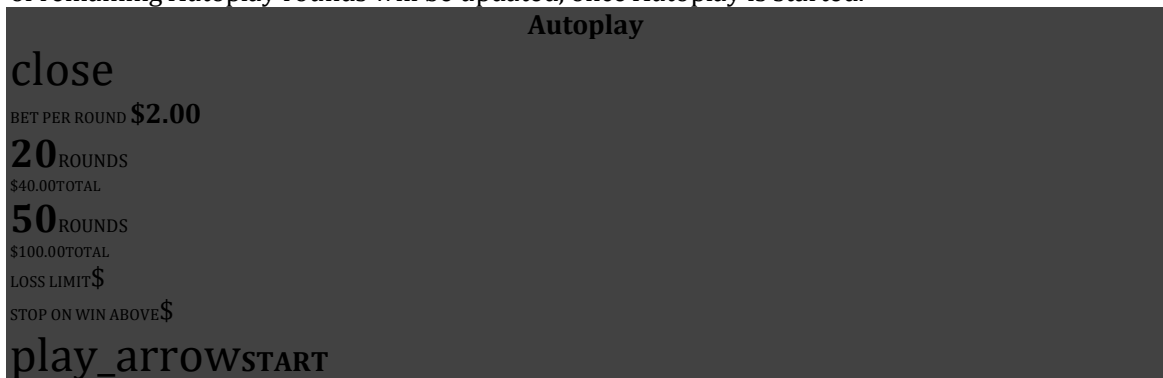 of remaining Autoplay rounds will be updated, once Autoplay is started.
Autoplay
close
BET PER ROUND $2.00
20ROUNDS
$40.00TOTAL
50ROUNDS
$100.00TOTAL
LOSS LIMIT$
STOP ON WIN ABOVE$
play_arrowSTART